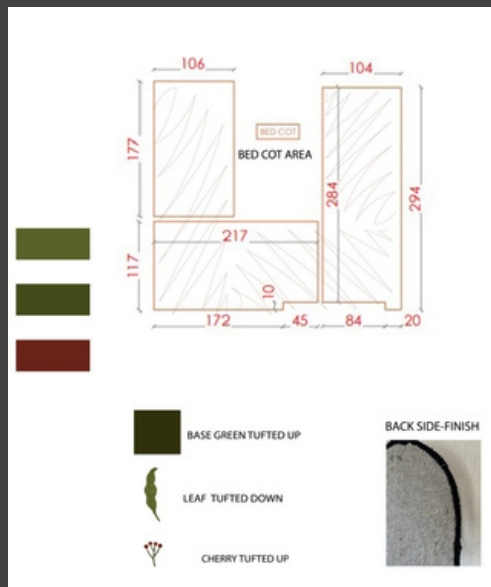 106
104
BED COT
BED COT AREA
177
284
294
217
117
10
172
45
84
20
BASE GREEN TUFTED UP
BACK SIDE-FINISH
LEAF TUFTED DOWN
CHERRY TUFTED UP